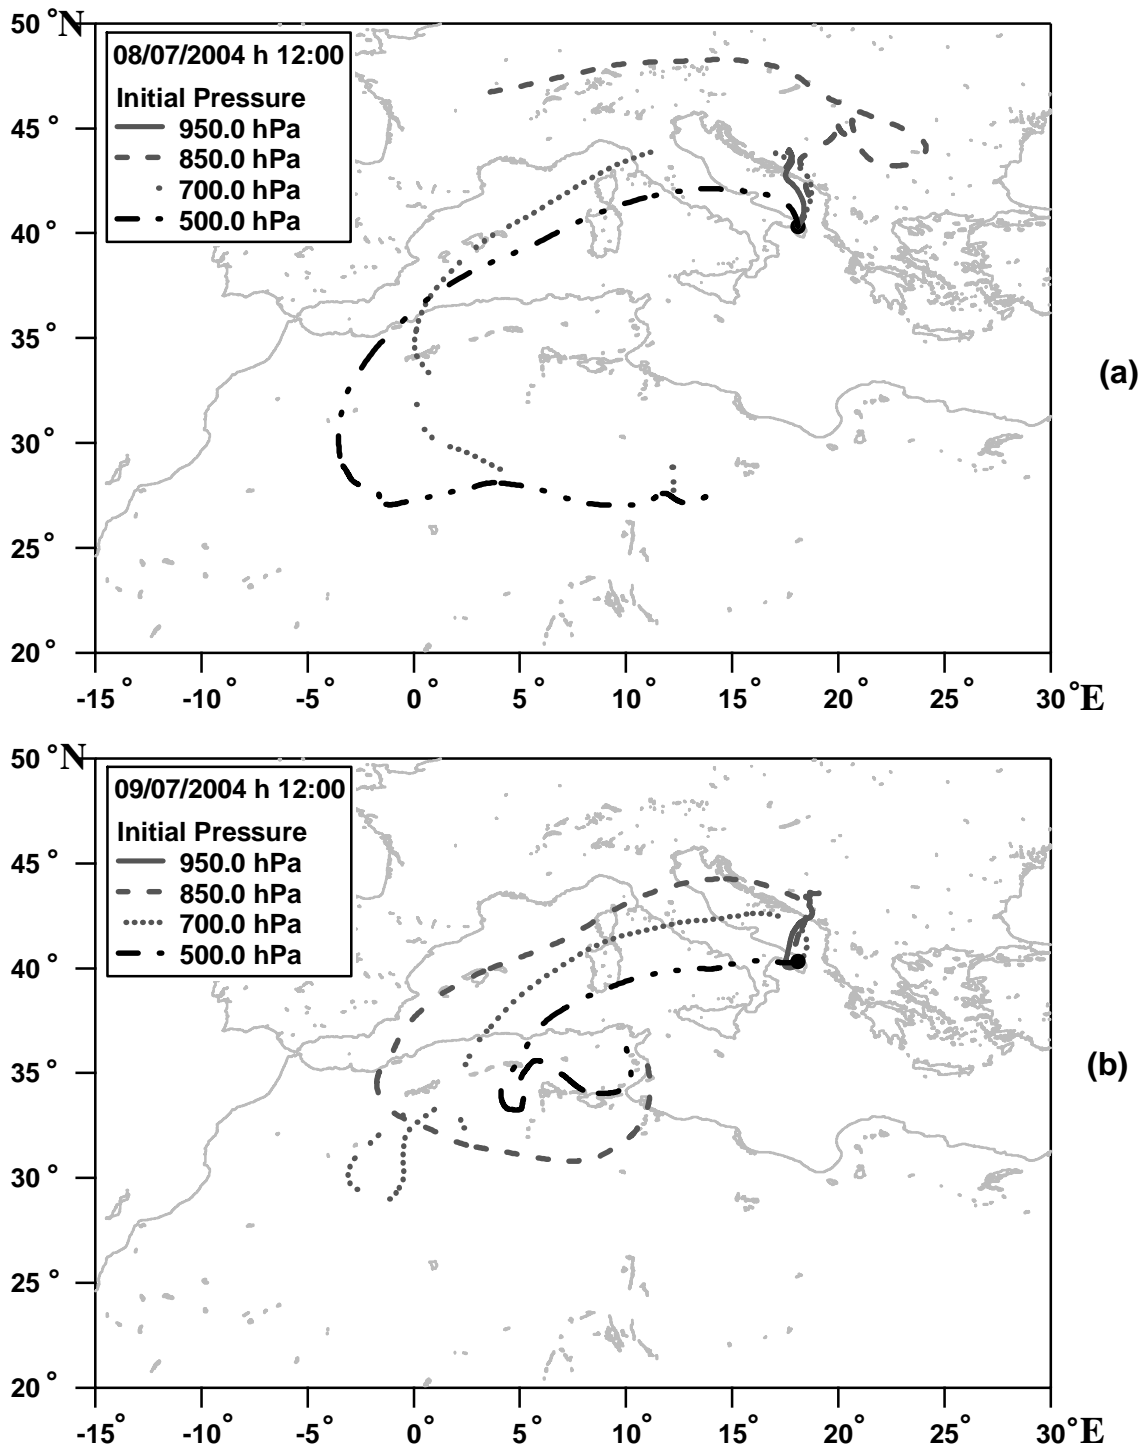 50 °N
08/07/2004 h 12:00
Initial Pressure
950.0 hPa
850.0 hPa
700.0 hPa
500.0 hPa
45 °
40 °
35 °
30 °
25 °
20 °
(a)
-15 ° -10 ° -5 ° 0 ° 5 ° 10 ° 15 ° 20 ° 25 ° 30 °E
50 °N
09/07/2004 h 12:00
Initial Pressure
950.0 hPa
850.0 hPa
700.0 hPa
500.0 hPa
45 °
40 °
35 °
30 °
25 °
20 °
(b)
-15 ° -10 ° -5 ° 0 ° 5 ° 10 ° 15 ° 20 ° 25 ° 30 °E